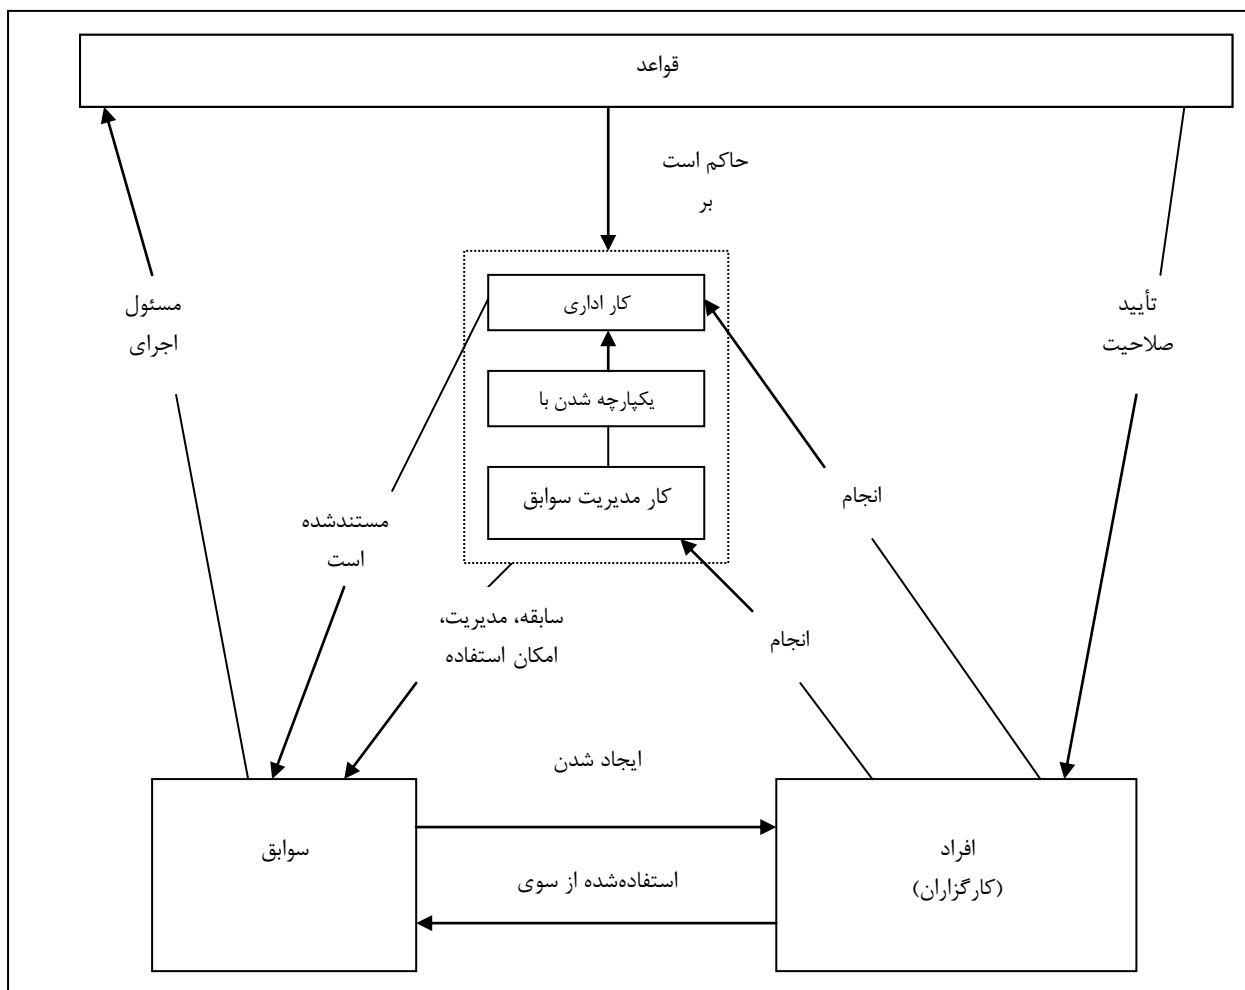 قواعد
حاکم است
بر
کار اداری
مسئول
اجرای
تأیید
صلاحیت
یکپارچه شدن با
کار مدیریت سوابق
انجام
مستندشده
است
سابقه، مدیریت،
امکان استفاده
انجام
ایجاد شدن
سوابق
افراد
(کارگزاران)
استفاده‌شده از سوی